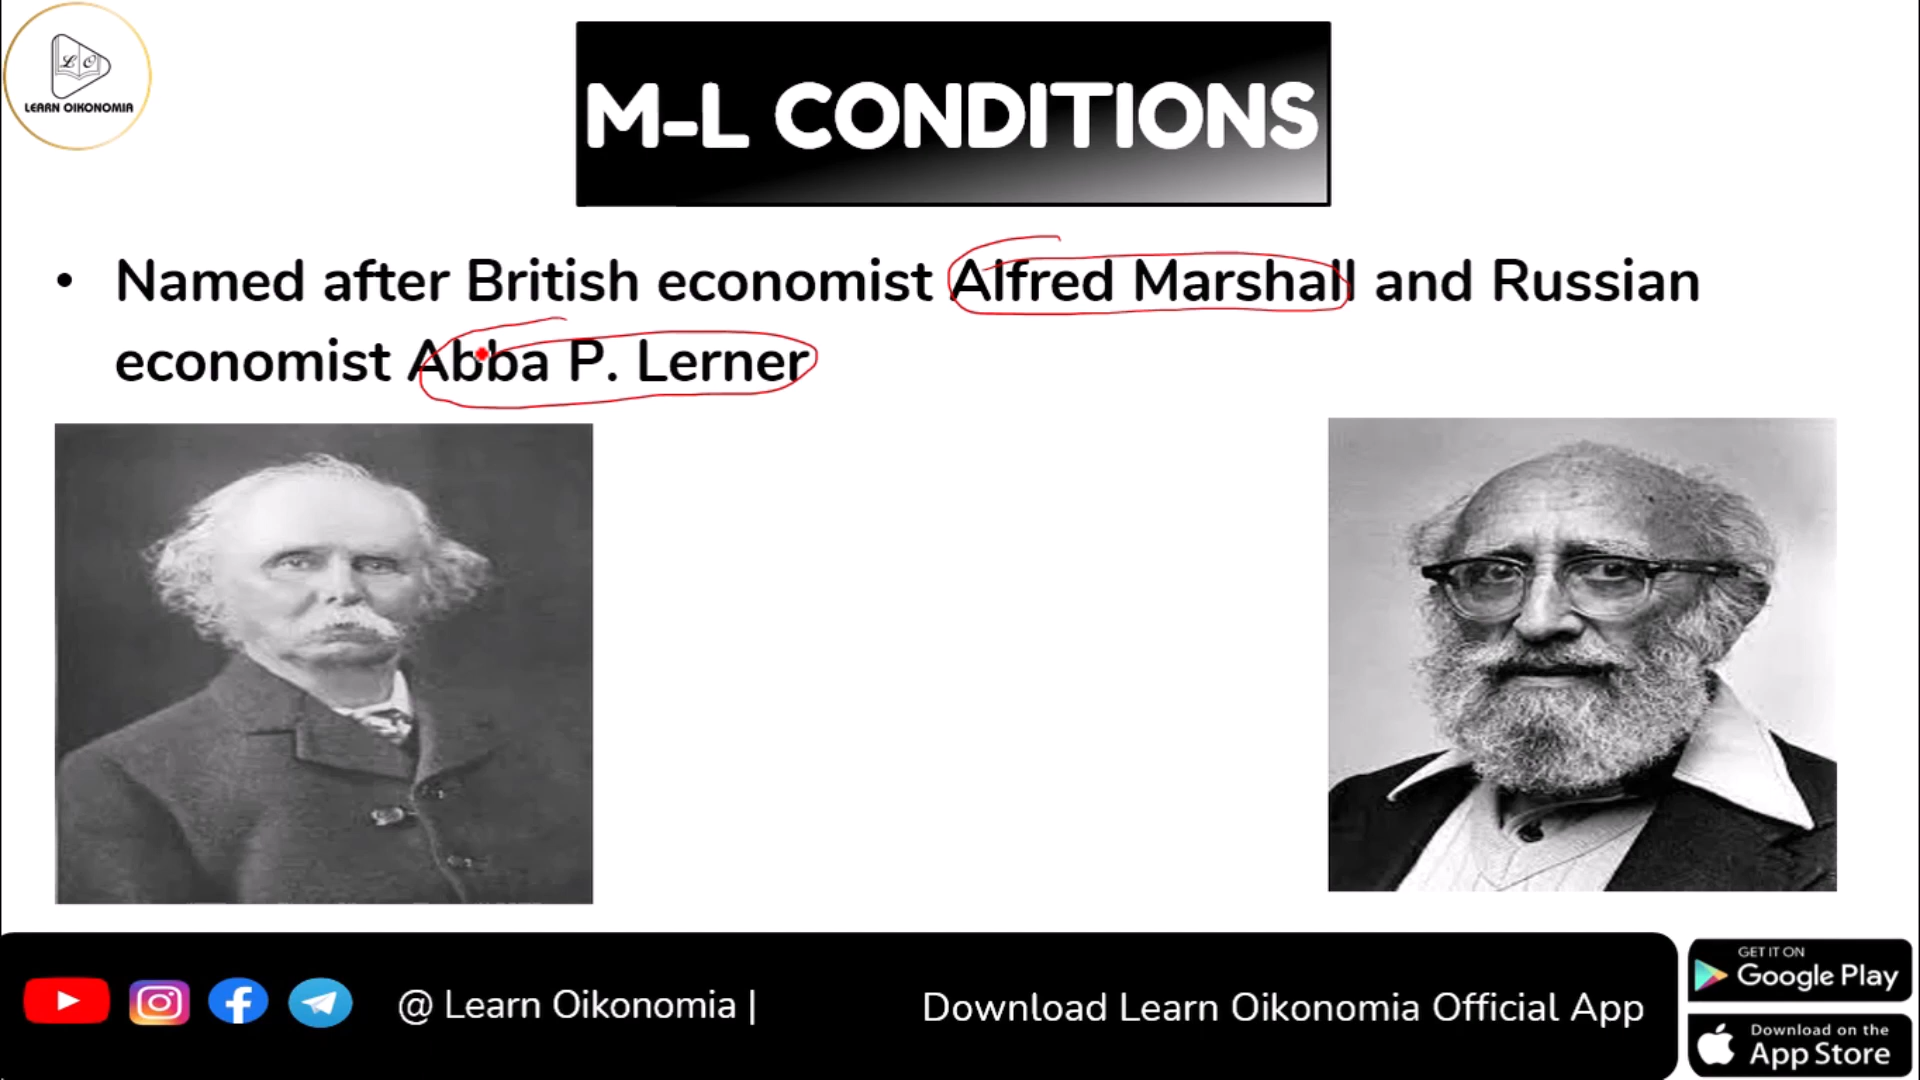 L O
LEARN OIKONOMIA
M-L CONDITIONS
• Named after British economist Alfred Marshall and Russian
economist Abba P. Lerner
@ Learn Oikonomia |
Download Learn Oikonomia Official App
GET IT ON
Google Play
Download on the
App Store